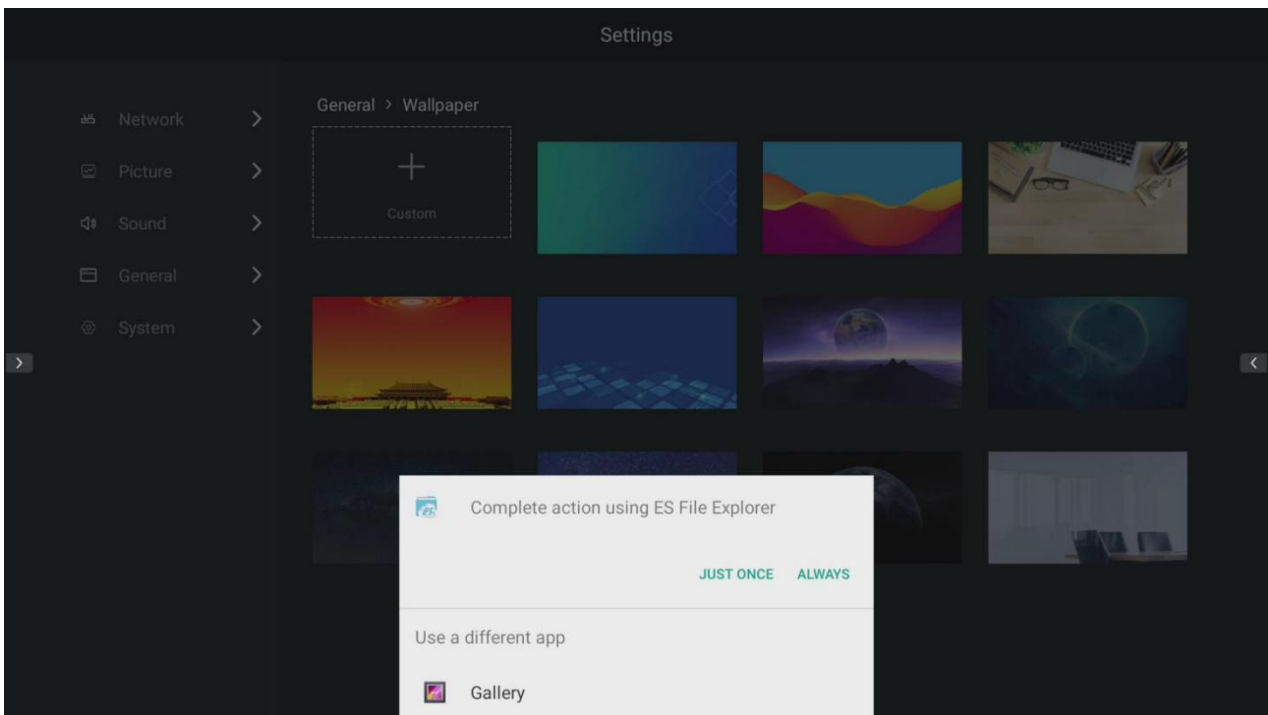 Settings
General > Wallpaper
Network
Picture
Sound
General
System
Custom
Complete action using ES File Explorer
JUST ONCE ALWAYS
Use a different app
Gallery